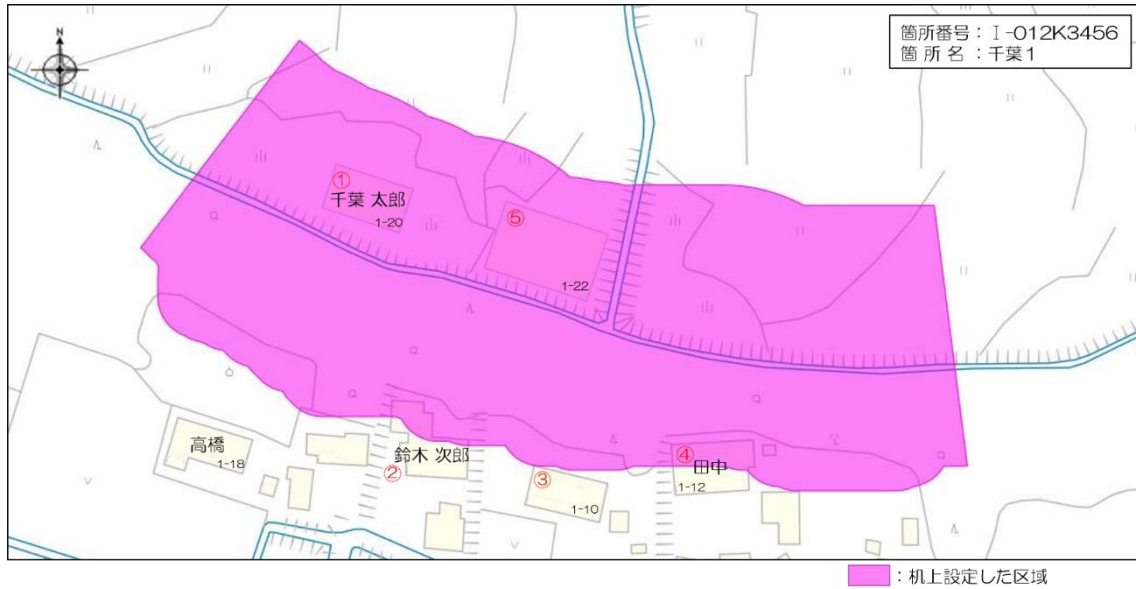 N
箇所番号：Ⅰ-012K3456
箇 所 名 ：千葉1
①
千葉 太郎
1-20
⑤
1-22
高橋
1-18
鈴木 次郎
②
③
1-10
④
田中
1-12
：机上設定した区域